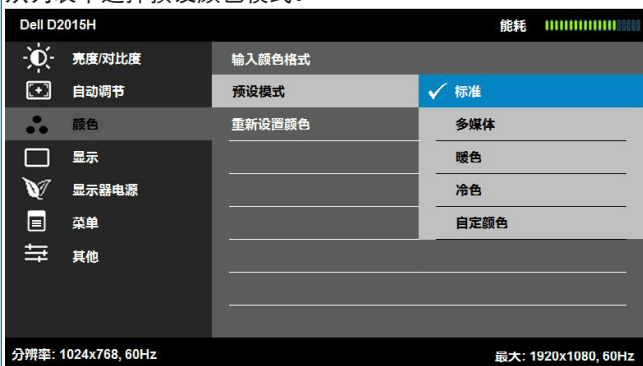 Dell D2015H 能耗
亮度/对比度 输入颜色格式
自动调节 预设模式 标准
颜色 重新设置颜色 多媒体
显示 暖色
显示器电源 冷色
菜单 自定颜色
其他
分辨率: 1024x768, 60Hz 最大: 1920x1080, 60Hz